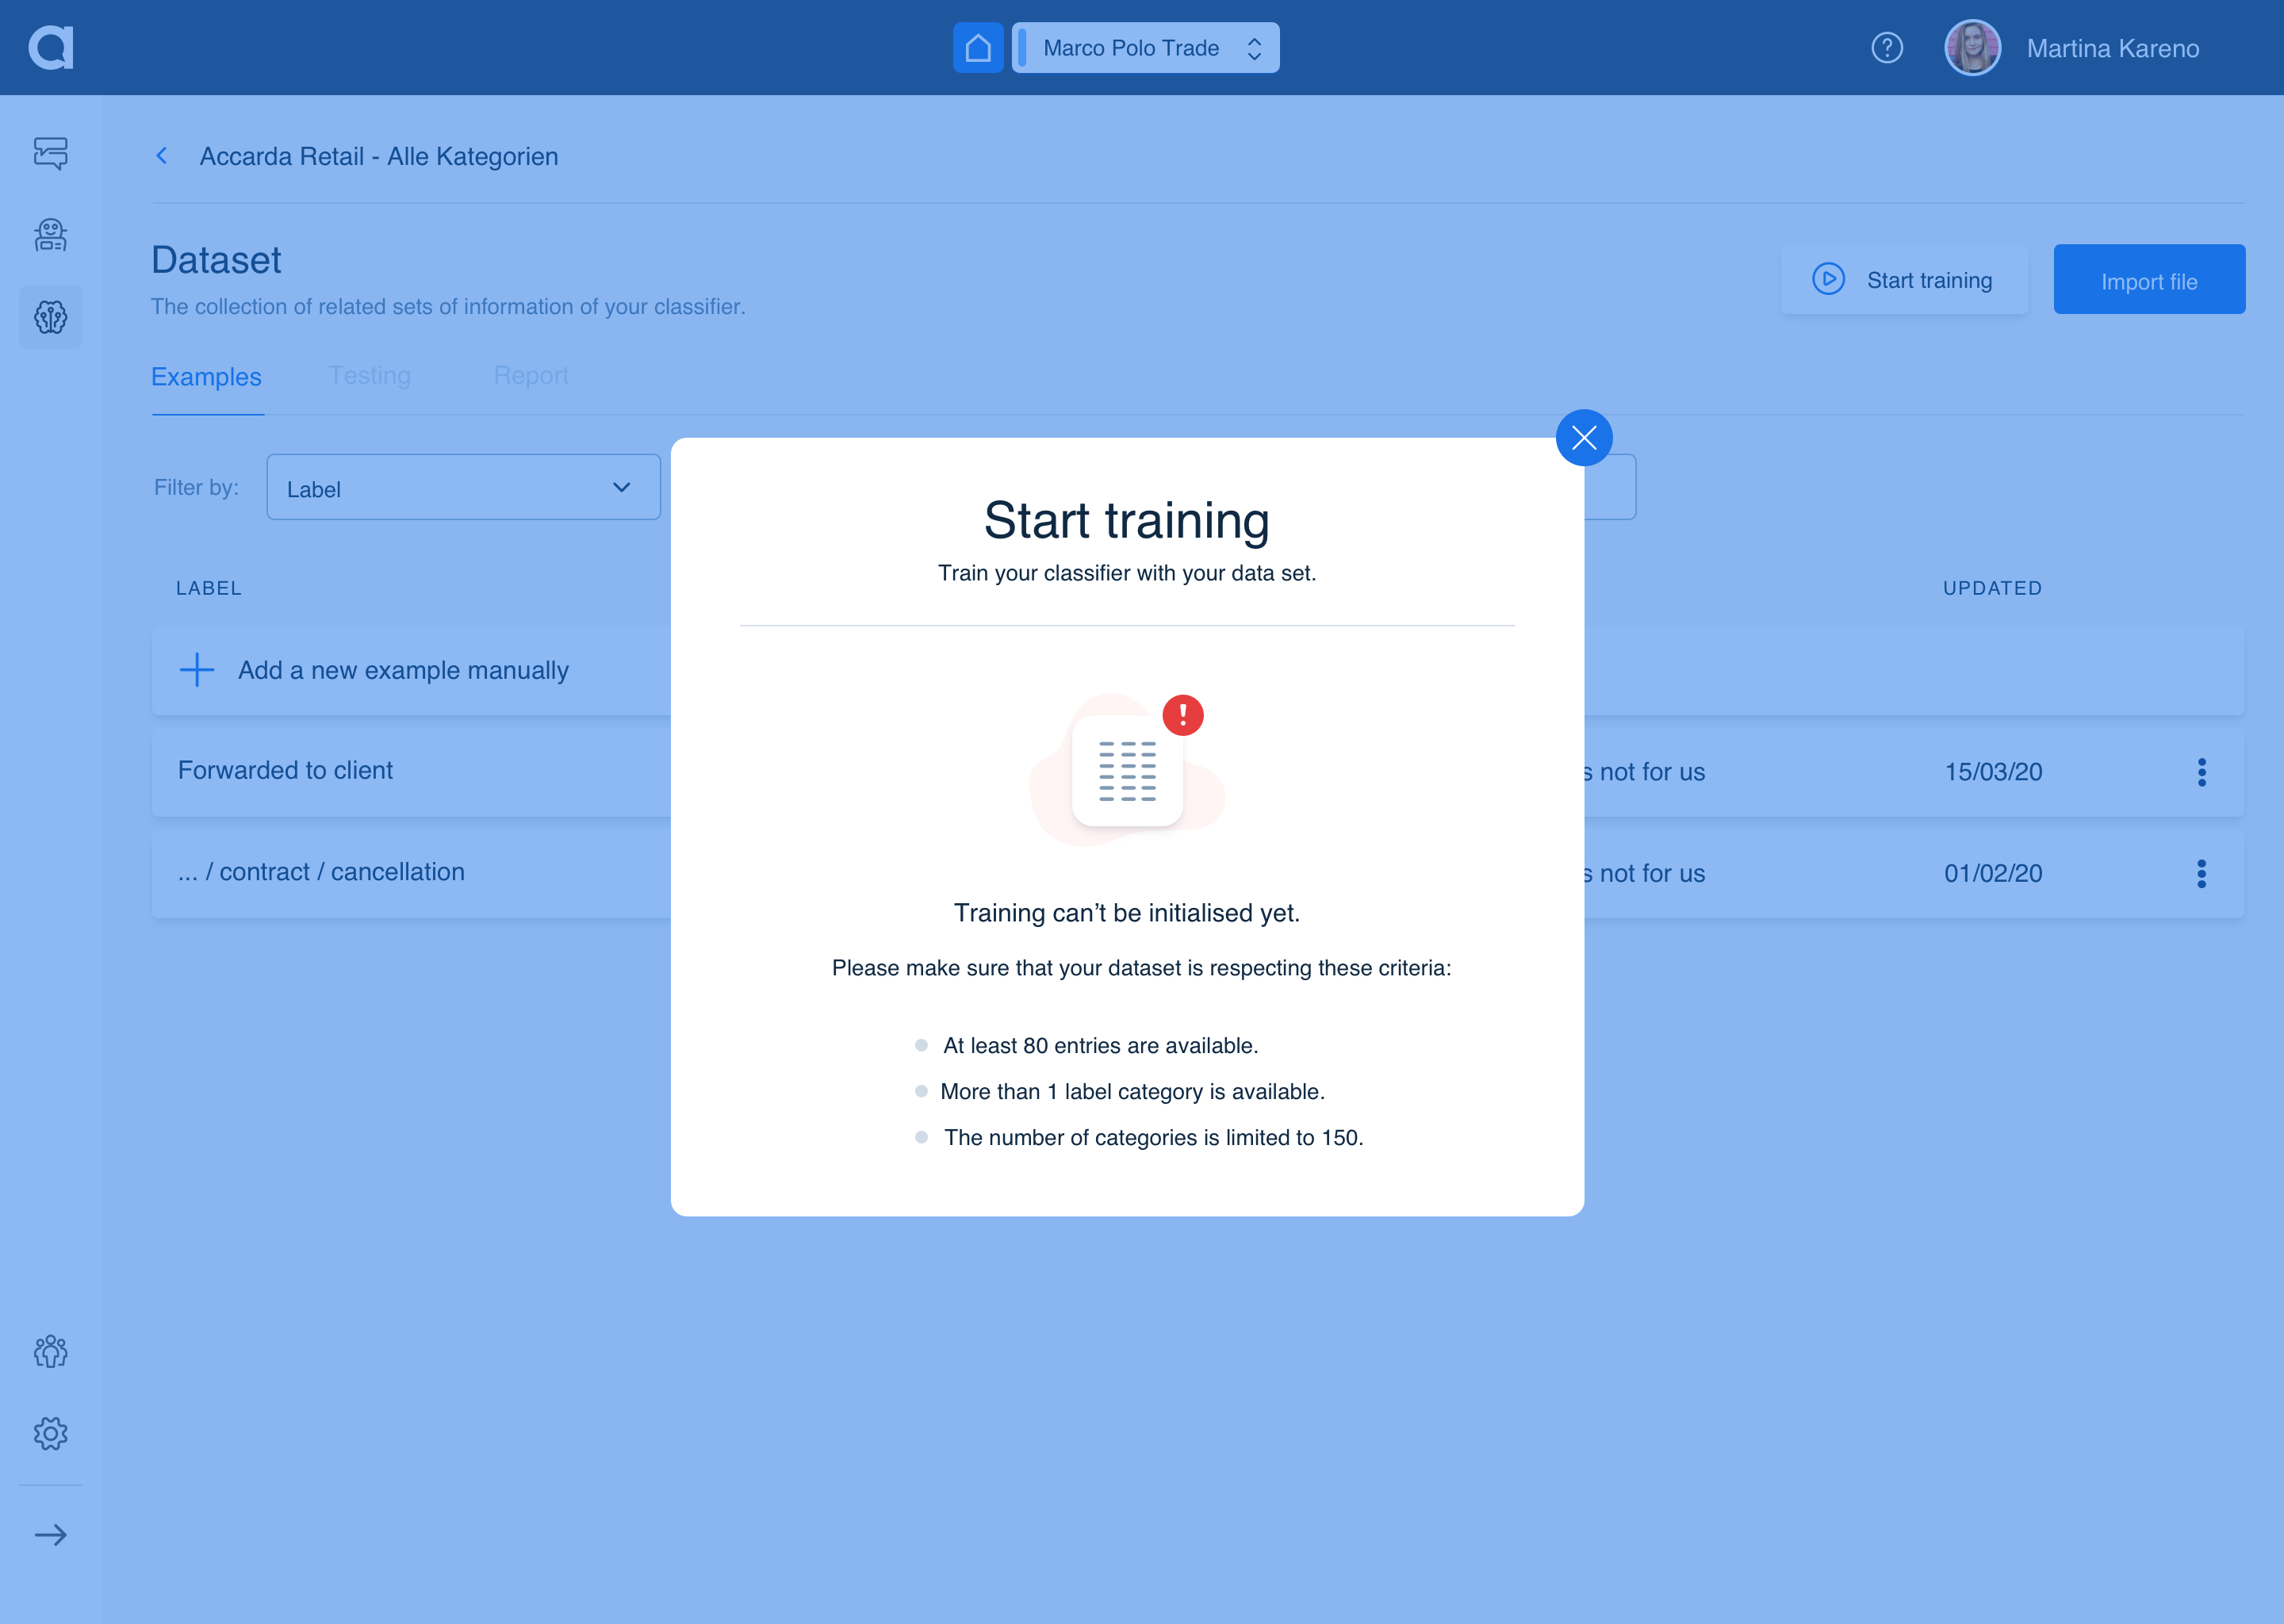 Marco Polo Trade
Martina Kareno
Accarda Retail - Alle Kategorien
Dataset
The collection of related sets of information of your classifier.
Start training
Import file
Examples
Testing
Report
Filter by:
Label
LABEL
UPDATED
Add a new example manually
Forwarded to client
not for us
15/03/20
... / contract / cancellation
not for us
01/02/20
Start training
Train your classifier with your data set.
!
Training can’t be initialised yet.
Please make sure that your dataset is respecting these criteria:
At least 80 entries are available.
More than 1 label category is available.
The number of categories is limited to 150.